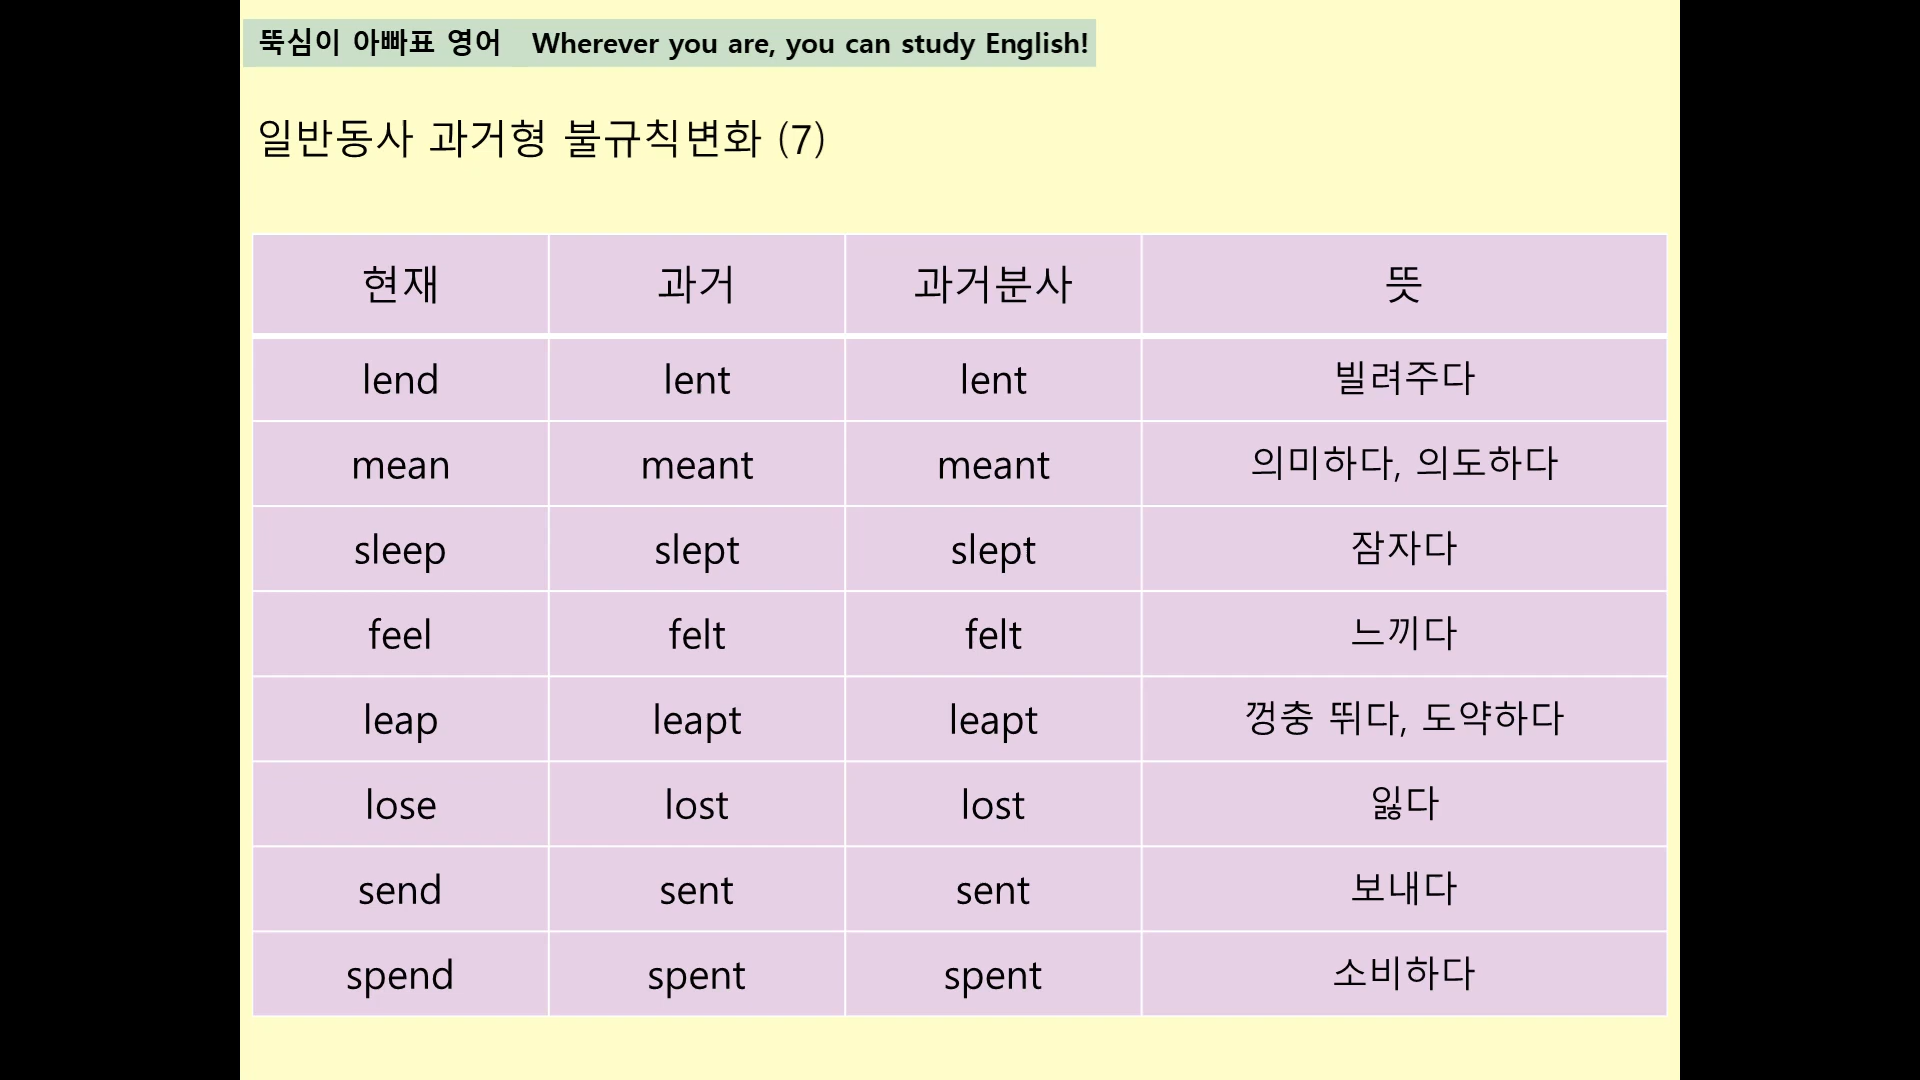 뚝심이 아빠표 영어 Wherever you are, you can study English!
일반동사 과거형 불규칙변화 (7)
현재 과거 과거분사 뜻
lend lent lent 빌려주다
mean meant meant 의미하다, 의도하다
sleep slept slept 잠자다
feel felt felt 느끼다
leap leapt leapt 껑충 뛰다, 도약하다
lose lost lost 잃다
send sent sent 보내다
spend spent spent 소비하다